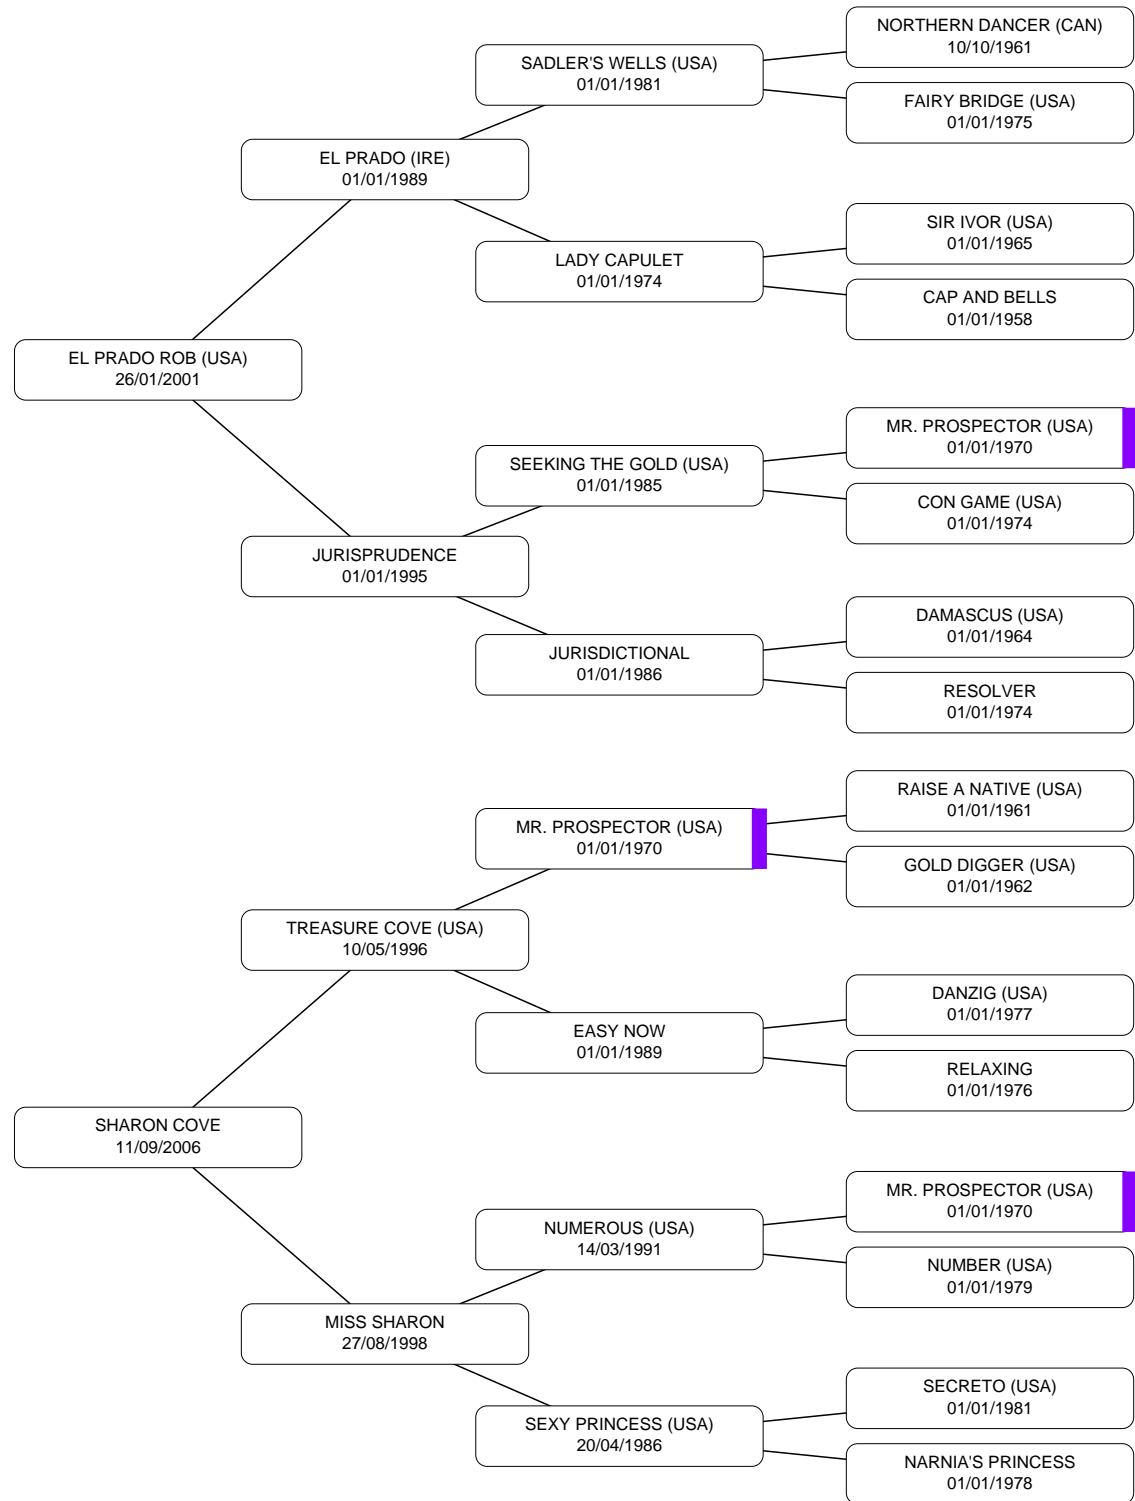 NORTHERN DANCER (CAN)
10/10/1961
SADLER'S WELLS (USA)
01/01/1981
FAIRY BRIDGE (USA)
01/01/1975
EL PRADO (IRE)
01/01/1989
SIR IVOR (USA)
01/01/1965
LADY CAPULET
01/01/1974
CAP AND BELLS
01/01/1958
EL PRADO ROB (USA)
26/01/2001
MR. PROSPECTOR (USA)
01/01/1970
SEEKING THE GOLD (USA)
01/01/1985
CON GAME (USA)
01/01/1974
JURISPRUDENCE
01/01/1995
DAMASCUS (USA)
01/01/1964
JURISDICTIONAL
01/01/1986
RESOLVER
01/01/1974
RAISE A NATIVE (USA)
01/01/1961
MR. PROSPECTOR (USA)
01/01/1970
GOLD DIGGER (USA)
01/01/1962
TREASURE COVE (USA)
10/05/1996
DANZIG (USA)
01/01/1977
EASY NOW
01/01/1989
RELAXING
01/01/1976
SHARON COVE
11/09/2006
MR. PROSPECTOR (USA)
01/01/1970
NUMEROUS (USA)
14/03/1991
NUMBER (USA)
01/01/1979
MISS SHARON
27/08/1998
SECRETO (USA)
01/01/1981
SEXY PRINCESS (USA)
20/04/1986
NARNIA'S PRINCESS
01/01/1978